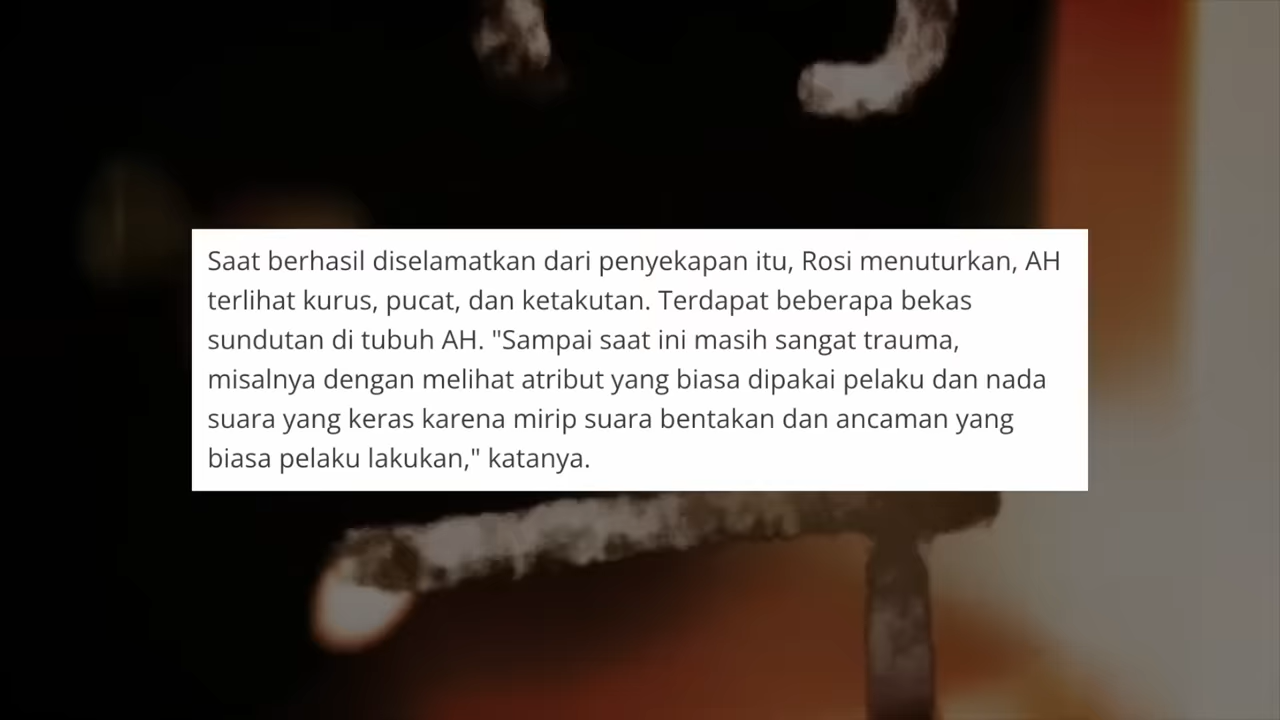 Saat berhasil diselamatkan dari penyekapan itu, Rosi menuturkan, AH
terlihat kurus, pucat, dan ketakutan. Terdapat beberapa bekas
sundutan di tubuh AH. "Sampai saat ini masih sangat trauma,
misalnya dengan melihat atribut yang biasa dipakai pelaku dan nada
suara yang keras karena mirip suara bentakan dan ancaman yang
biasa pelaku lakukan," katanya.